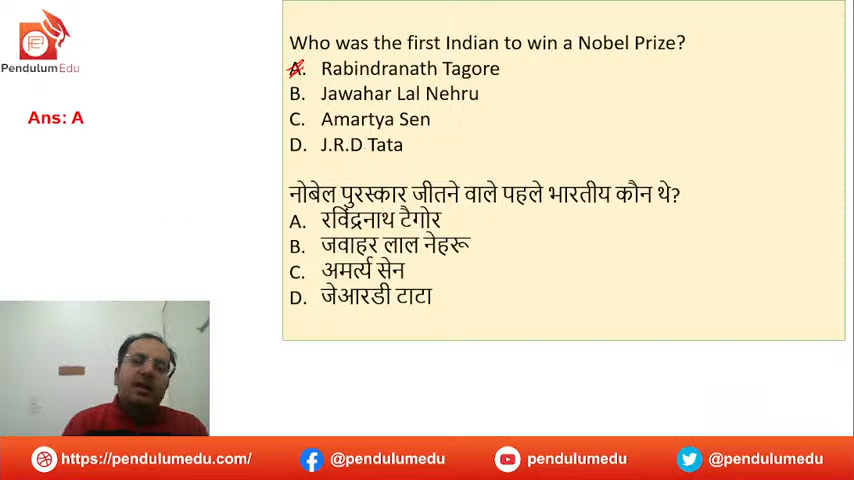 PendulumEdu
Ans: A
Who was the first Indian to win a Nobel Prize?
A. Rabindranath Tagore
B. Jawahar Lal Nehru
C. Amartya Sen
D. J.R.D Tata
नोबेल पुरस्कार जीतने वाले पहले भारतीय कौन थे?
A. रविंद्रनाथ टैगोर
B. जवाहर लाल नेहरू
C. अमर्त्य सेन
D. जेआरडी टाटा
https://pendulumedu.com/
@pendulumedu
pendulumedu
@pendulumedu